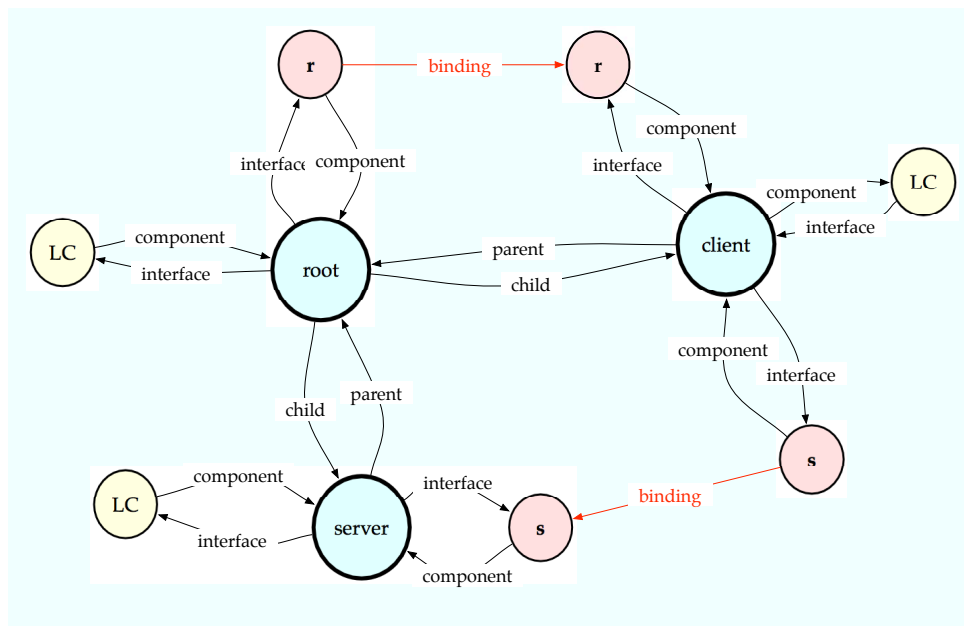 r
binding
r
component
interface
component
interface
component
LC
interface
component
LC
interface
root
parent
child
client
component
interface
child
parent
s
binding
component
LC
interface
server
interface
s
component